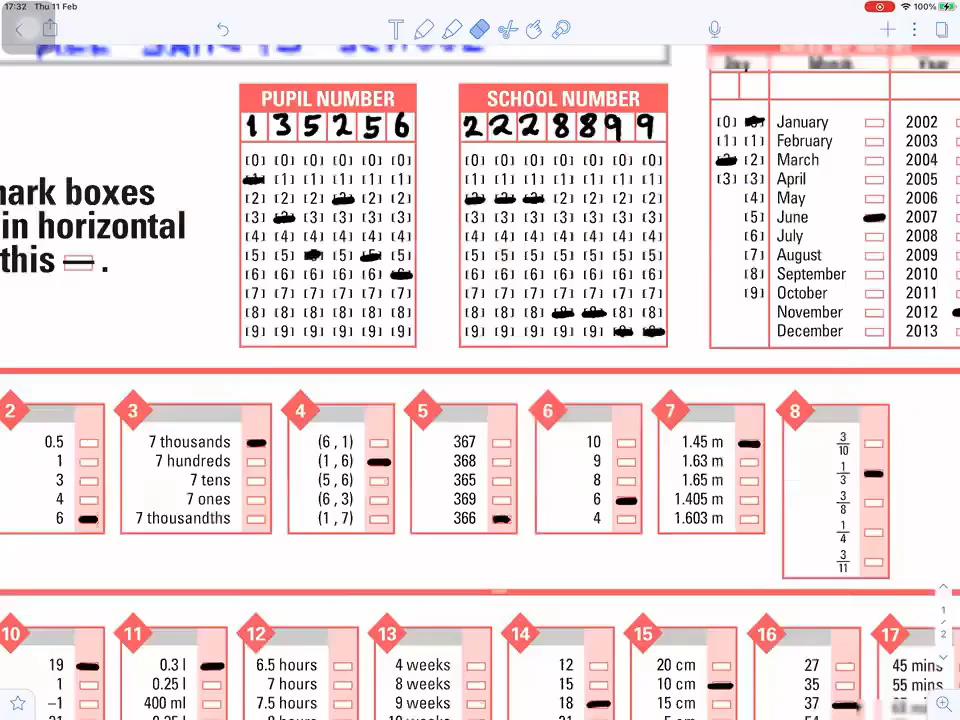 17:32 Thu 11 Feb
100%
SCHOOL
Day Month Year
PUPIL NUMBER
1 3 5 2 5 6
[0] [0] [0] [0] [0] [0]
[1] [1] [1] [1] [1]
[2] [2] [2] [2] [2]
[3] [3] [3] [3] [3]
[4] [4] [4] [4] [4] [4]
[5] [5] [5] [5]
[6] [6] [6] [6] [6]
[7] [7] [7] [7] [7] [7]
[8] [8] [8] [8] [8] [8]
[9] [9] [9] [9] [9] [9]
SCHOOL NUMBER
2 2 2 8 8 9 9
[0] [0] [0] [0] [0] [0] [0]
[1] [1] [1] [1] [1] [1] [1]
[2] [2] [2] [2]
[3] [3] [3] [3] [3] [3] [3]
[4] [4] [4] [4] [4] [4] [4]
[5] [5] [5] [5] [5] [5] [5]
[6] [6] [6] [6] [6] [6] [6]
[7] [7] [7] [7] [7] [7] [7]
[8] [8] [8] [8] [8]
[9] [9] [9] [9] [9]
[0] January 2002
[1] [1] February 2003
[2] March 2004
[3] [3] April 2005
[4] May 2006
[5] June 2007
[6] July 2008
[7] August 2009
[8] September 2010
[9] October 2011
November 2012
December 2013
mark boxes
in horizontal
this .
2
0.5
1
3
4
6
3
7 thousands
7 hundreds
7 tens
7 ones
7 thousandths
4
(6 , 1)
(1 , 6)
(5 , 6)
(6 , 3)
(1 , 7)
5
367
368
365
369
366
6
10
9
8
6
4
7
1.45 m
1.63 m
1.65 m
1.405 m
1.603 m
8
3/10
1/3
3/8
1/4
3/11
1
/
2
10
19
1
–1
11
0.3 l
0.25 l
400 ml
12
6.5 hours
7 hours
7.5 hours
13
4 weeks
8 weeks
9 weeks
14
12
15
18
15
20 cm
10 cm
15 cm
16
27
35
37
17
45 mins
55 mins